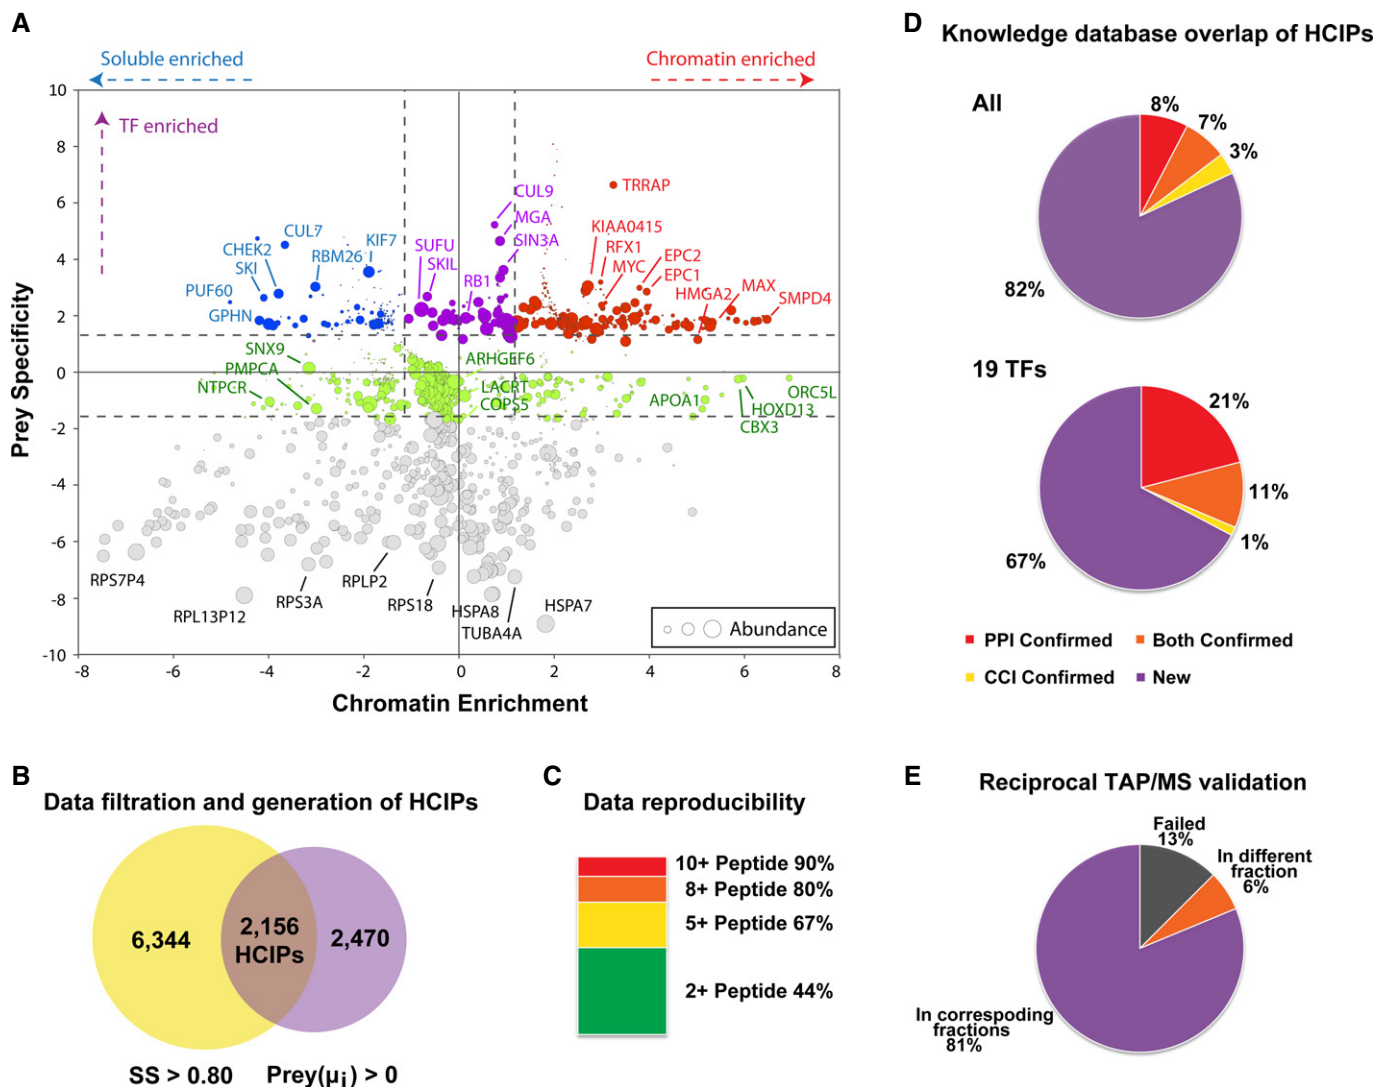 A
Soluble enriched
Chromatin enriched
TF enriched
10
8
6
4
2
0
-2
-4
-6
-8
-10
-8
-6
-4
-2
0
2
4
6
8
Prey Specificity
Chromatin Enrichment
CUL7
CHEK2
SKI
RBM26
KIF7
PUF60
GPHN
SUFU
SKIL
RB1
CUL9
MGA
SIN3A
TRRAP
KIAA0415
RFX1
MYC
EPC2
EPC1
HMGA2
MAX
SMPD4
SNX9
PMPCA
NTPCR
ARHGEF6
LACRT
COPS5
APOA1
ORC5L
HOXD13
CBX3
RPS7P4
RPL13P12
RPS3A
RPLP2
RPS18
HSPA8
TUBA4A
HSPA7
Abundance
B
Data filtration and generation of HCIPs
6,344
2,156
HCIPs
2,470
SS > 0.80
Prey(μi) > 0
C
Data reproducibility
10+ Peptide 90%
8+ Peptide 80%
5+ Peptide 67%
2+ Peptide 44%
D
Knowledge database overlap of HCIPs
All
8%
7%
3%
82%
19 TFs
21%
11%
1%
67%
PPI Confirmed
Both Confirmed
CCI Confirmed
New
E
Reciprocal TAP/MS validation
Failed
13%
In different
fraction
6%
In correspoding
fractions
81%